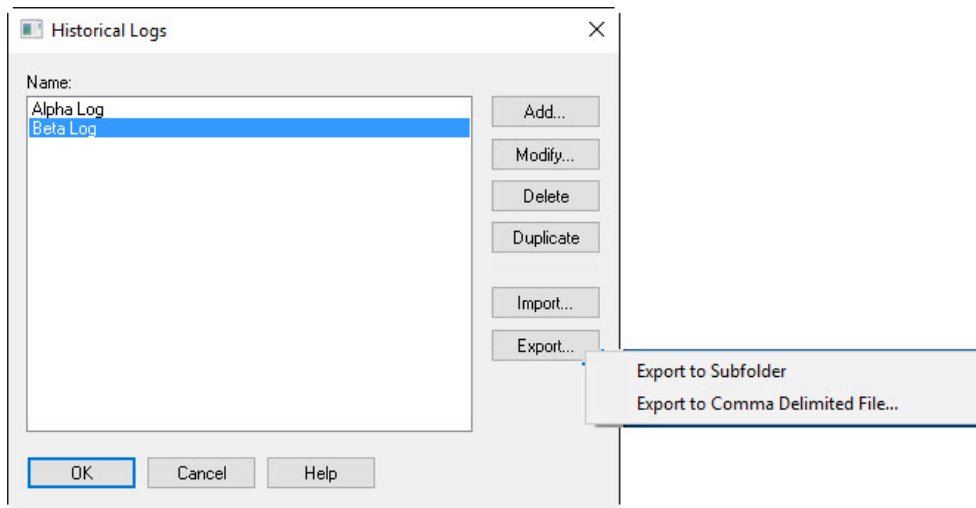 Historical Logs
Name:
Alpha Log
Beta Log
Add...
Modify...
Delete
Duplicate
Import...
Export...
Export to Subfolder
Export to Comma Delimited File...
OK
Cancel
Help